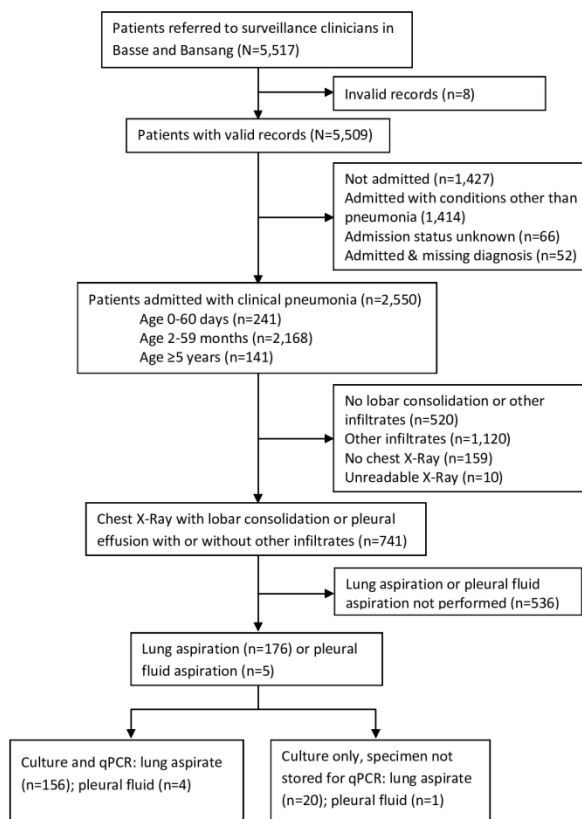 Patients referred to surveillance clinicians in
Basse and Bansang (N=5,517)
Invalid records (n=8)
Patients with valid records (N=5,509)
Not admitted (n=1,427)
Admitted with conditions other than
pneumonia (1,414)
Admission status unknown (n=66)
Admitted & missing diagnosis (n=52)
Patients admitted with clinical pneumonia (n=2,550)
Age 0-60 days (n=241)
Age 2-59 months (n=2,168)
Age ≥5 years (n=141)
No lobar consolidation or other
infiltrates (n=520)
Other infiltrates (n=1,120)
No chest X-Ray (n=159)
Unreadable X-Ray (n=10)
Chest X-Ray with lobar consolidation or pleural
effusion with or without other infiltrates (n=741)
Lung aspiration or pleural fluid
aspiration not performed (n=536)
Lung aspiration (n=176) or pleural
fluid aspiration (n=5)
Culture and qPCR: lung aspirate
(n=156); pleural fluid (n=4)
Culture only, specimen not
stored for qPCR: lung aspirate
(n=20); pleural fluid (n=1)